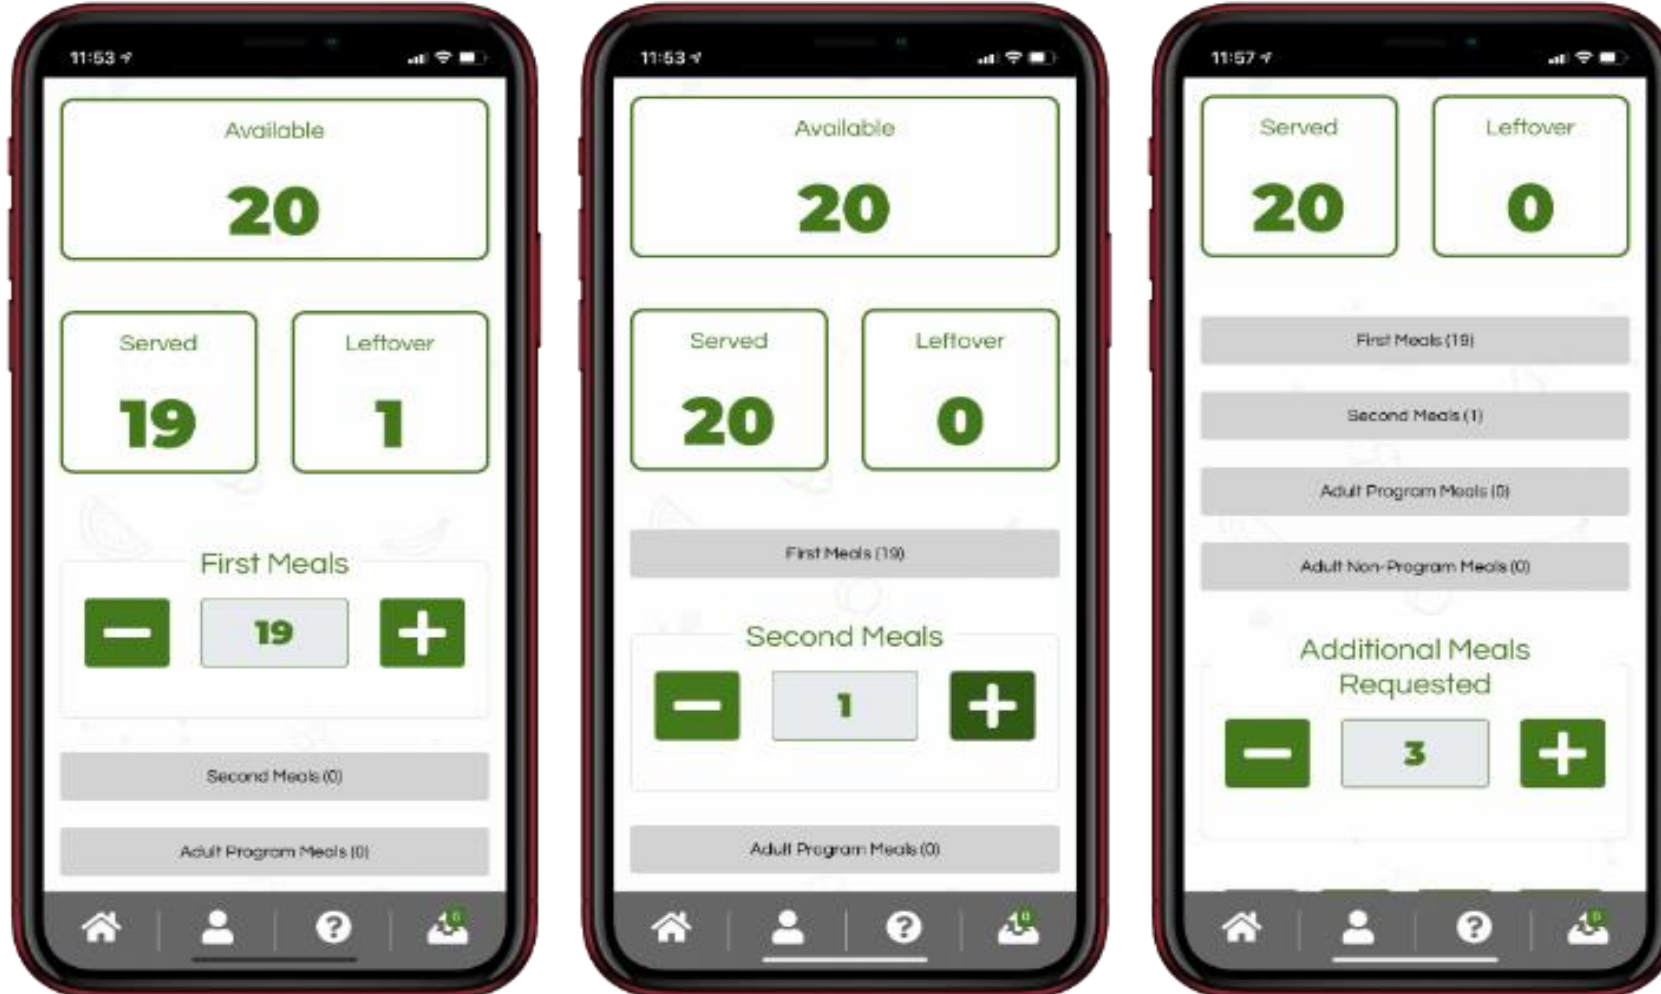 11:53
Available
20
Served
Leftover
19
1
First Meals
19
Second Meals (0)
Adult Program Meals (0)
0
11:53
Available
20
Served
Leftover
20
0
First Meals (19)
Second Meals
1
Adult Program Meals (0)
0
11:57
Served
Leftover
20
0
First Meals (19)
Second Meals (1)
Adult Program Meals (0)
Adult Non-Program Meals (0)
Additional Meals
Requested
3
0